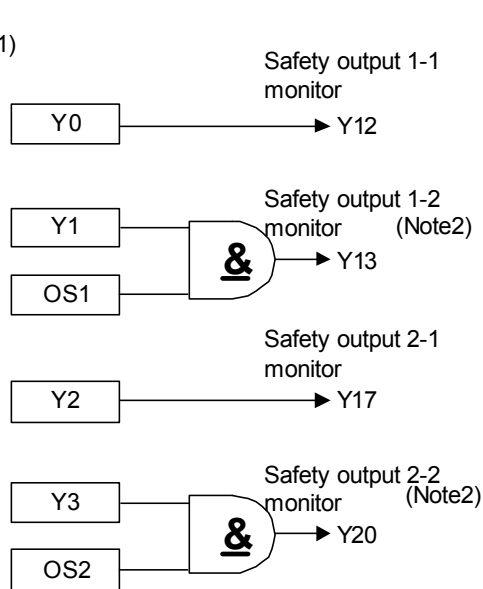 1)
Safety output 1-1
monitor
Y0
Y12
Safety output 1-2
monitor (Note2)
Y1
&
Y13
OS1
Safety output 2-1
monitor
Y2
Y17
Safety output 2-2
monitor (Note2)
Y3
&
Y20
OS2